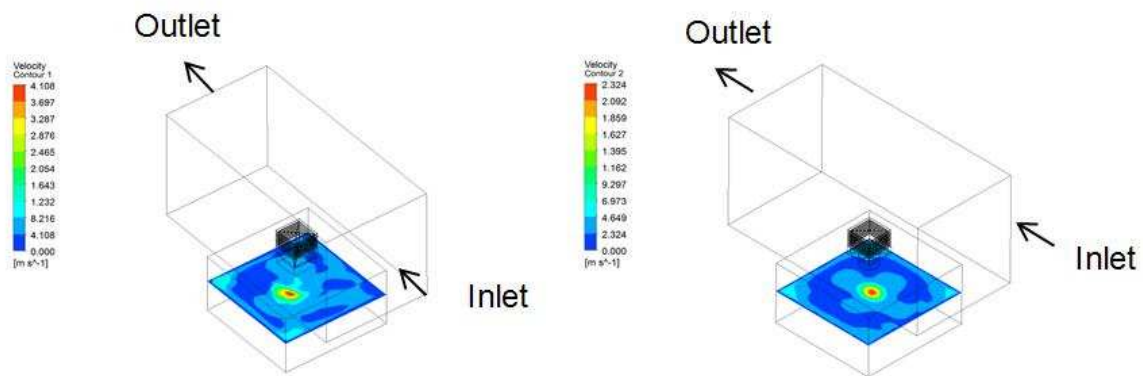 Outlet
Velocity
Contour 1
4.108
3.697
3.287
2.876
2.465
2.054
1.643
1.232
8.216
4.108
0.000
[m s^-1]
Inlet
Outlet
Velocity
Contour 2
2.324
2.092
1.859
1.627
1.395
1.162
9.297
6.973
4.649
2.324
0.000
[m s^-1]
Inlet